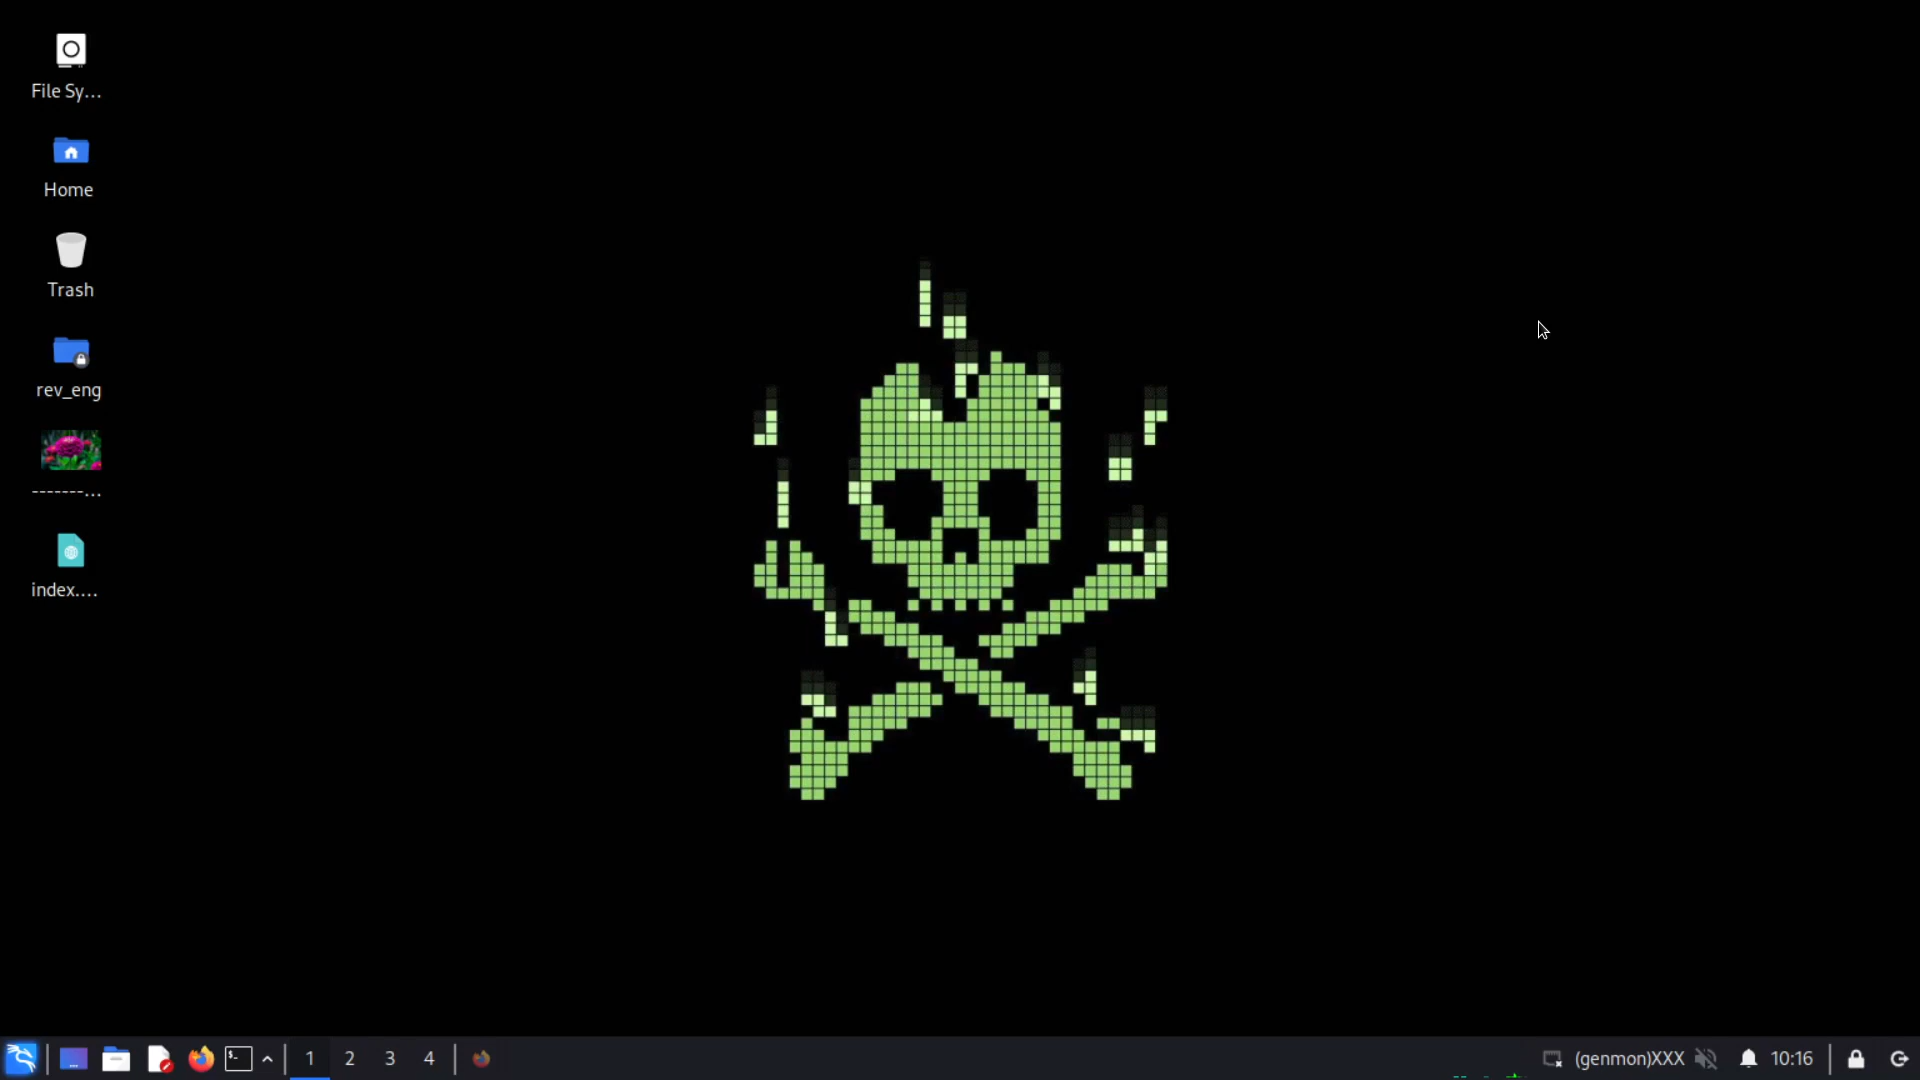 File Sy...
Home
Trash
rev_eng
-------...
index....
1 2 3 4
(genmon)XXX 10:16